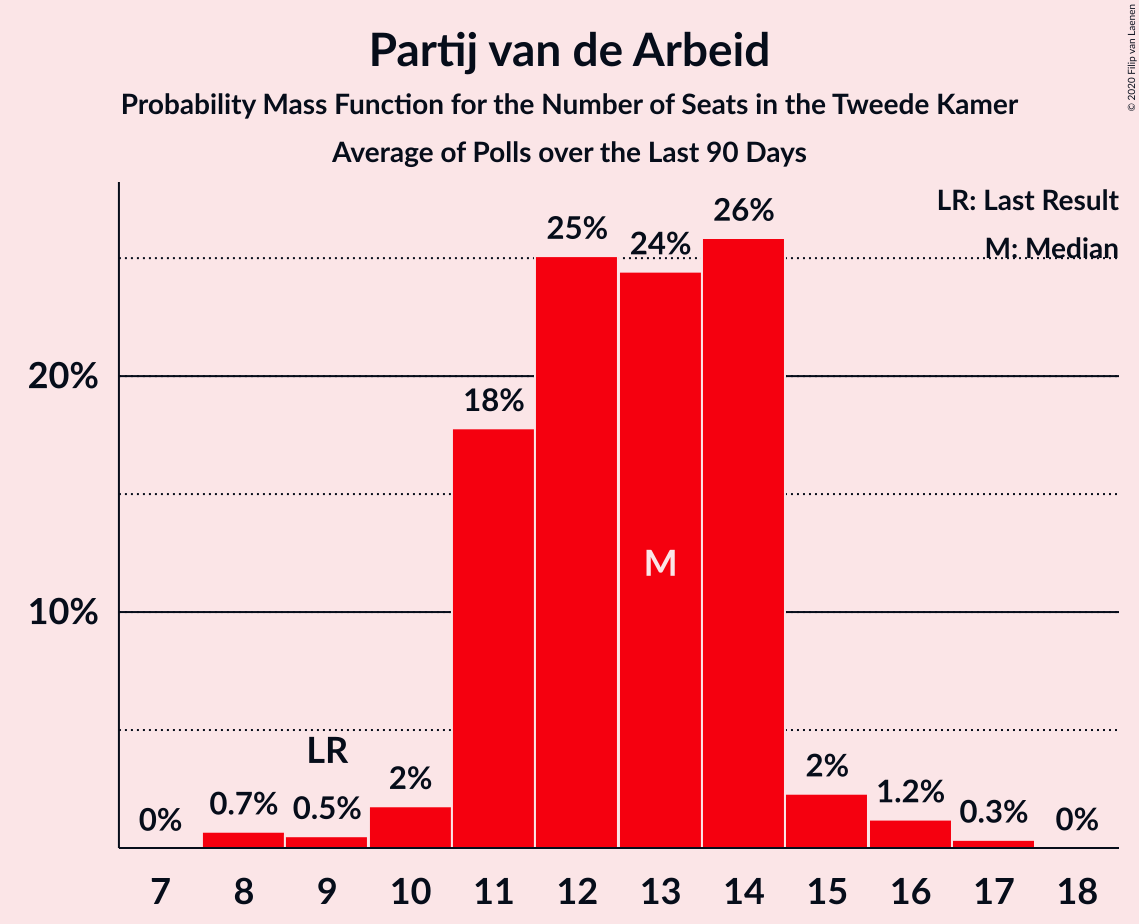 Partij van de Arbeid
Probability Mass Function for the Number of Seats in the Tweede Kamer
Average of Polls over the Last 90 Days
© 2020 Filip van Laenen
LR: Last Result
M: Median
20%
10%
0%
0.7%
0.5%
LR
2%
18%
25%
24%
M
26%
2%
1.2%
0.3%
0%
7 8 9 10 11 12 13 14 15 16 17 18